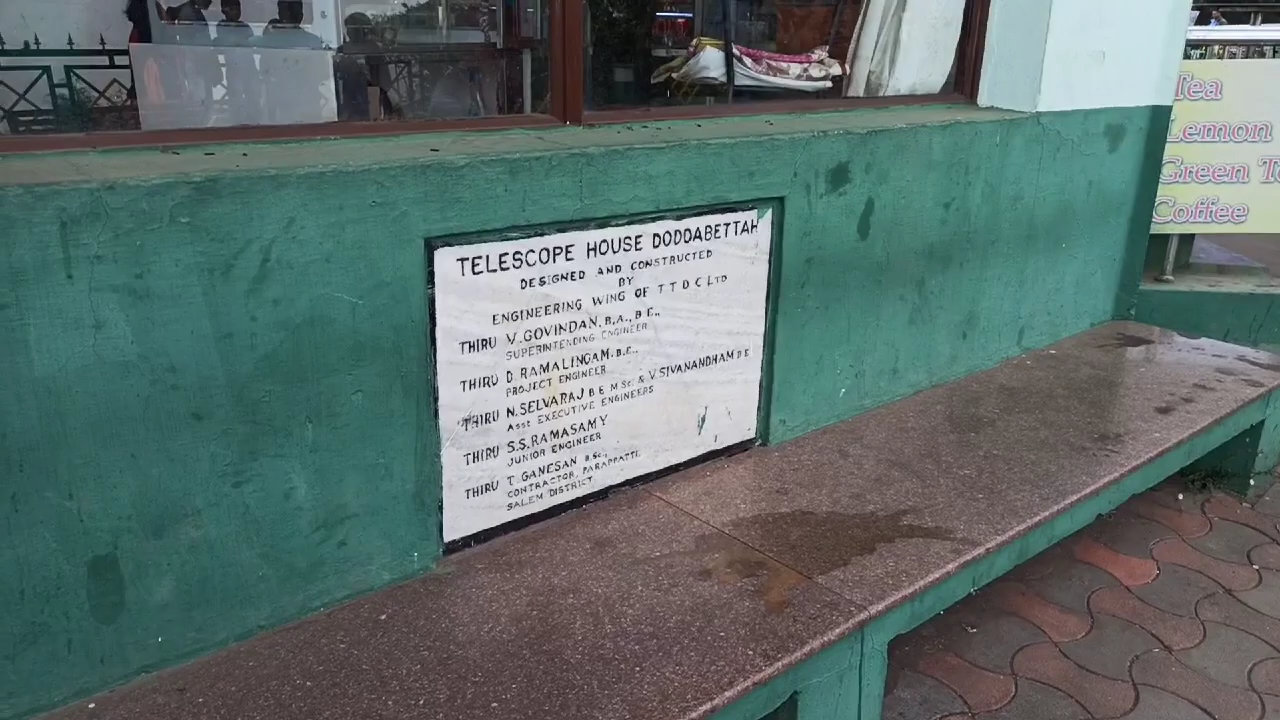 TELESCOPE HOUSE DODDABETTAH
DESIGNED AND CONSTRUCTED
BY
ENGINEERING WING OF T T D C LTD
THIRU V. GOVINDAN. B.A., B.E.,
SUPERINTENDING ENGINEER
THIRU D. RAMALINGAM. B.E.,
PROJECT ENGINEER
THIRU N. SELVARAJ B E M Sc. & V SIVANANDHAM B E
Asst EXECUTIVE ENGINEERS
THIRU S.S. RAMASAMY
JUNIOR ENGINEER
THIRU T. GANESAN B.Sc.,
CONTRACTOR, PARAPPATTI,
SALEM DISTRICT
Tea
Lemon
Green Te
Coffee